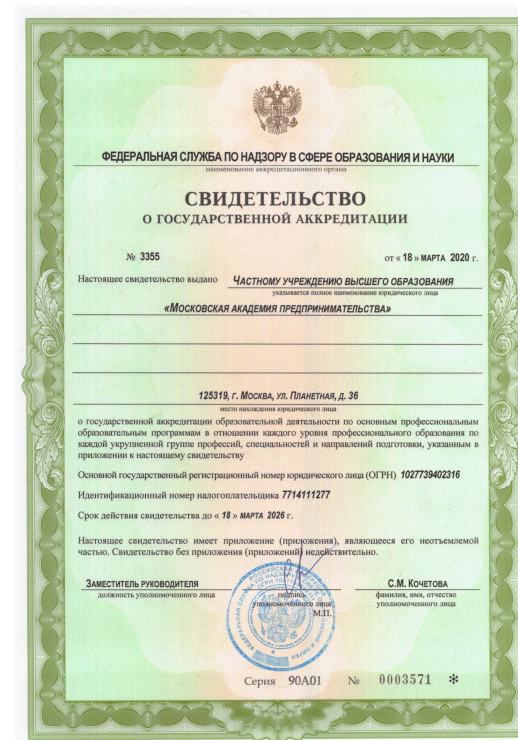 ФЕДЕРАЛЬНАЯ СЛУЖБА ПО НАДЗОРУ В СФЕРЕ ОБРАЗОВАНИЯ И НАУКИ
наименование аккредитационного органа
СВИДЕТЕЛЬСТВО
О ГОСУДАРСТВЕННОЙ АККРЕДИТАЦИИ
№ 3355 от « 18 » МАРТА 2020 г.
Настоящее свидетельство выдано ЧАСТНОМУ УЧРЕЖДЕНИЮ ВЫСШЕГО ОБРАЗОВАНИЯ
указывается полное наименование юридического лица
«МОСКОВСКАЯ АКАДЕМИЯ ПРЕДПРИНИМАТЕЛЬСТВА»
125319, Г. МОСКВА, УЛ. ПЛАНЕТНАЯ, Д. 36
место нахождения юридического лица
о государственной аккредитации образовательной деятельности по основным профессиональным
образовательным программам в отношении каждого уровня профессионального образования по
каждой укрупненной группе профессий, специальностей и направлений подготовки, указанным в
приложении к настоящему свидетельству
Основной государственный регистрационный номер юридического лица (ОГРН) 1027739402316
Идентификационный номер налогоплательщика 7714111277
Срок действия свидетельства до « 18 » МАРТА 2026 г.
Настоящее свидетельство имеет приложение (приложения), являющееся его неотъемлемой
частью. Свидетельство без приложения (приложений) недействительно.
ЗАМЕСТИТЕЛЬ РУКОВОДИТЕЛЯ С.М. КОЧЕТОВА
должность уполномоченного лица подпись фамилия, имя, отчество
уполномоченного лица уполномоченного лица
М.П.
Серия 90А01 № 0003571 *